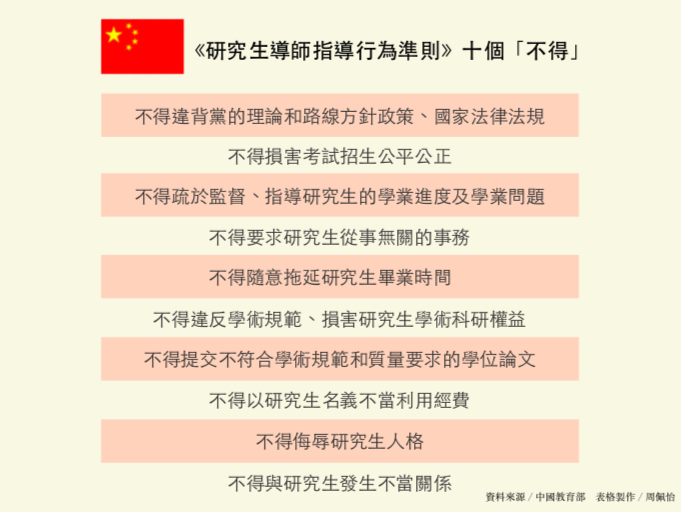 《研究生導師指導行為準則》十個「不得」
不得違背黨的理論和路線方針政策、國家法律法規
不得損害考試招生公平公正
不得疏於監督、指導研究生的學業進度及學業問題
不得要求研究生從事無關的事務
不得隨意拖延研究生畢業時間
不得違反學術規範、損害研究生學術科研權益
不得提交不符合學術規範和質量要求的學位論文
不得以研究生名義不當利用經費
不得侮辱研究生人格
不得與研究生發生不當關係
資料來源/中國教育部 表格製作/周佩怡